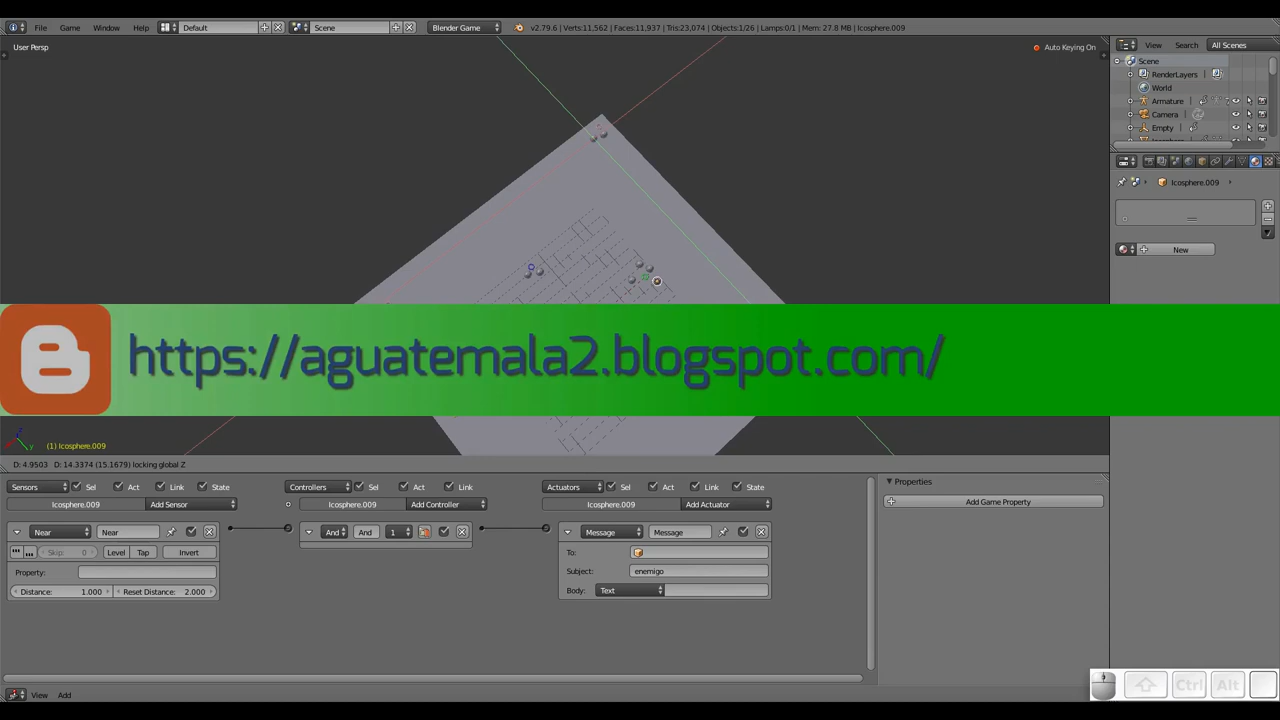 File Game Window Help Default Scene Blender Game v2.79.6 | Verts:11,562 | Faces:11,937 | Tris:23,074 | Objects:1/26 | Lamps:0/1 | Mem: 27.8 MB | Icosphere.009
User Persp Auto Keying On View Search All Scenes
Scene
RenderLayers
World
Armature
Camera
Empty
Icosphere.009
New
https://aguatemala2.blogspot.com/
(1) Icosphere.009
D: 4.9503 D: 14.3374 (15.1679) locking global Z
Sensors Sel Act Link State Controllers Sel Act Link Actuators Sel Act Link State Properties
Icosphere.009 Add Sensor Icosphere.009 Add Controller Icosphere.009 Add Actuator Add Game Property
Near Near And And 1 Message Message
Skip: 0 Level Tap Invert To:
Property: Subject: enemigo
Distance: 1.000 Reset Distance: 2.000 Body: Text
View Add Ctrl Alt